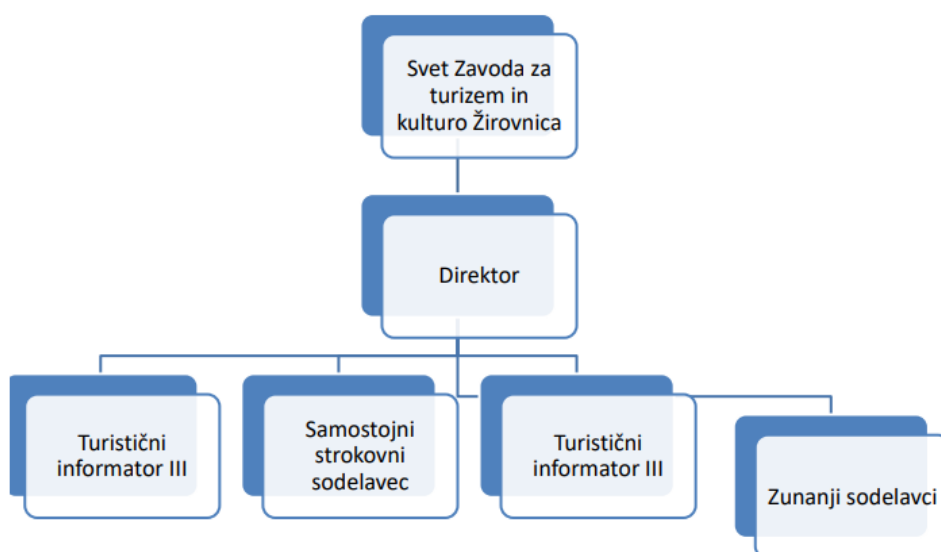 Svet Zavoda za
turizem in
kulturo Žirovnica
Direktor
Turistični
informator III
Samostojni
strokovni
sodelavec
Turistični
informator III
Zunanji sodelavci